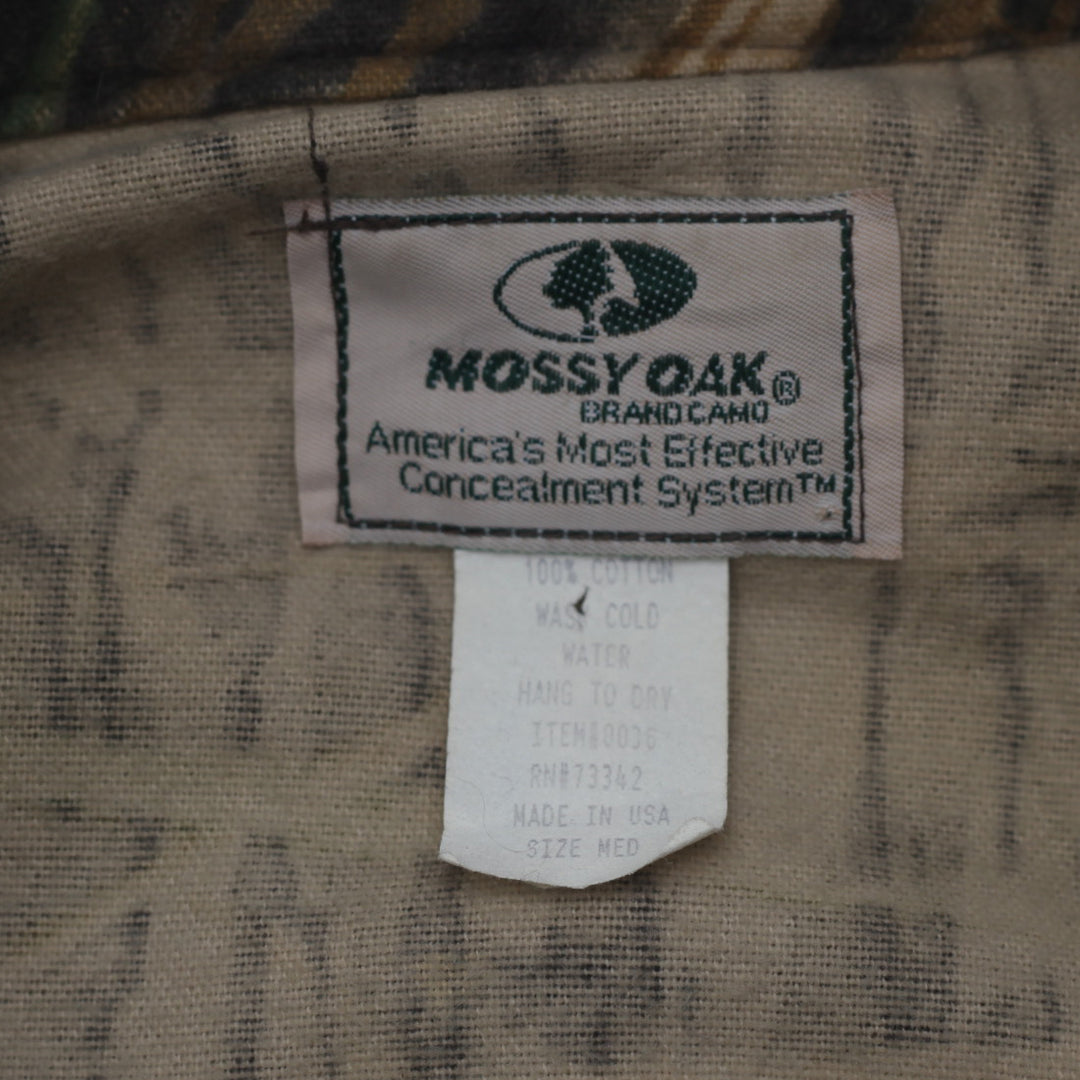 MOSSY OAK®
BRAND CAMO
America's Most Effective
Concealment System™
100% COTTON
WASH COLD
WATER
HANG TO DRY
ITEM#0036
RN#73342
MADE IN USA
SIZE MED